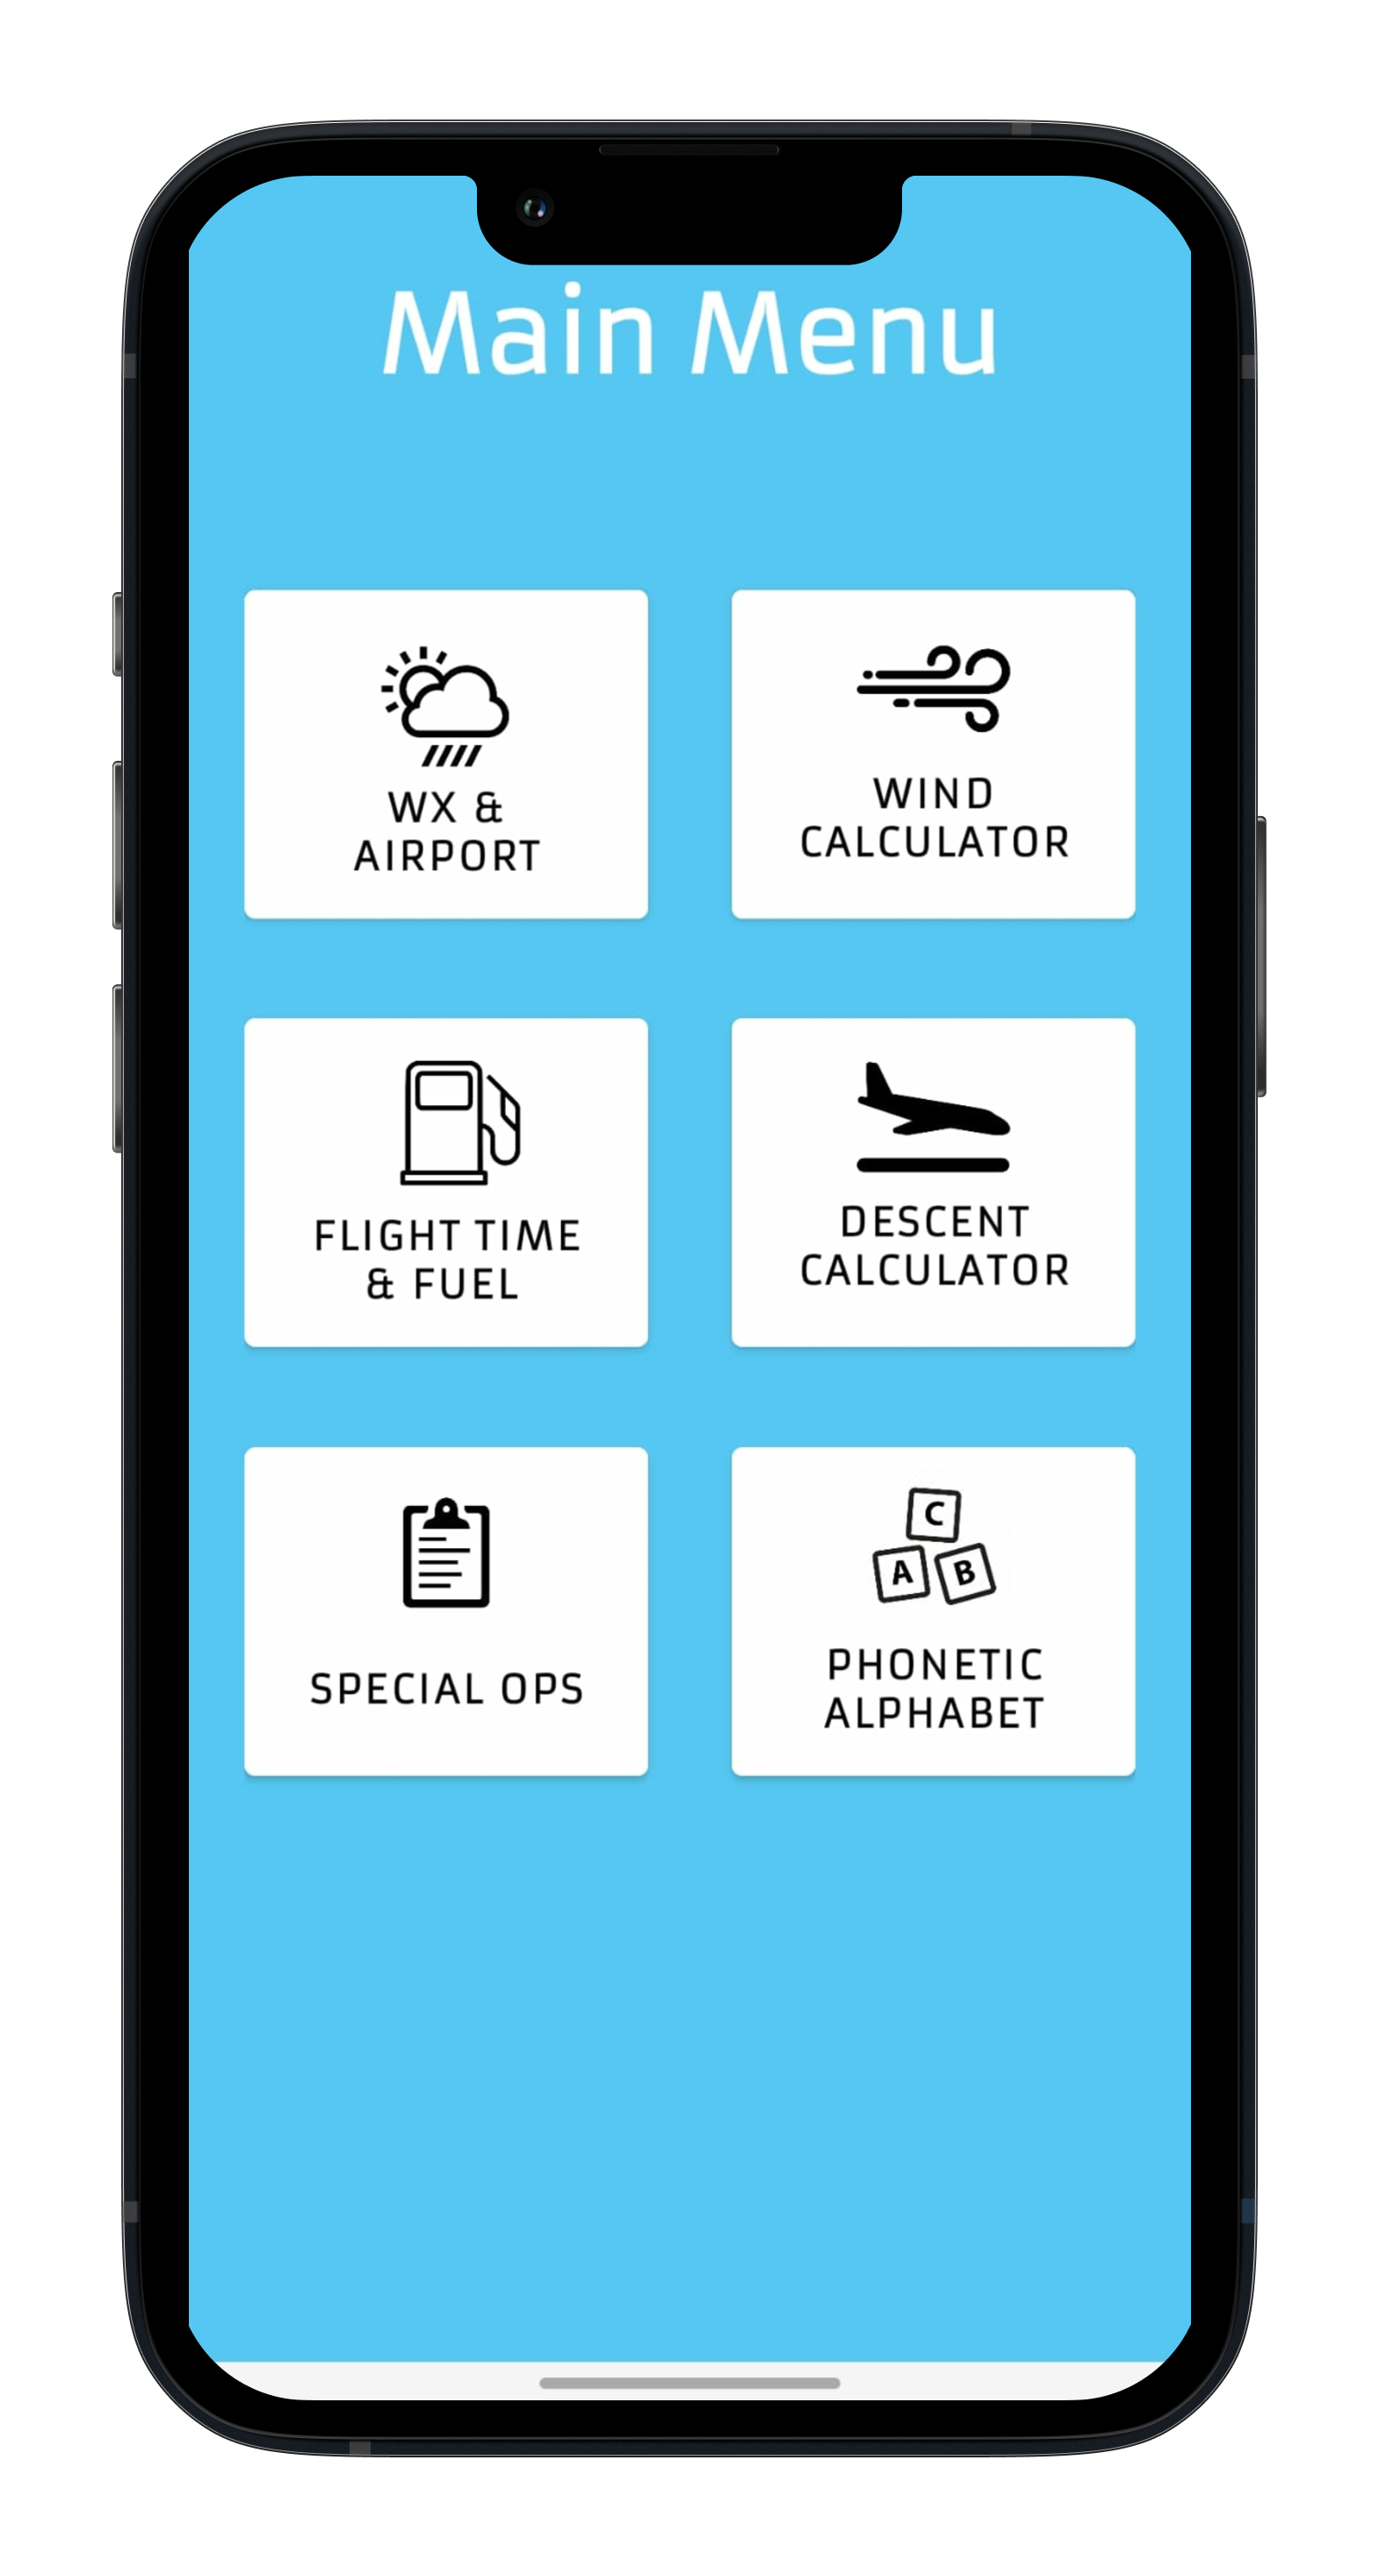 Main Menu
WX &
AIRPORT
WIND
CALCULATOR
FLIGHT TIME
& FUEL
DESCENT
CALCULATOR
SPECIAL OPS
C
A B
PHONETIC
ALPHABET